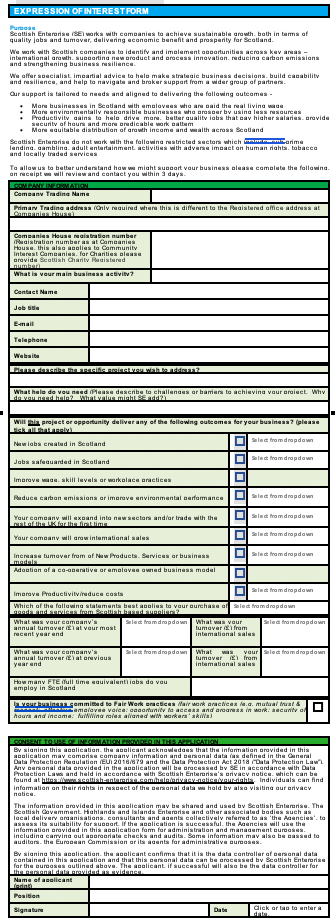 EXPRESSION OF INTEREST FORM
Purpose
Scottish Enterprise (SE) works with companies to achieve sustainable growth, both in terms of
quality jobs and turnover, delivering economic benefit and prosperity for Scotland.
We work with Scottish companies to identify and implement opportunities across key areas –
international growth, supporting new product and process innovation, reducing carbon emissions
and strengthening business resilience.
We offer specialist, impartial advice to help make strategic business decisions, build capability
and resilience, and help to navigate and broker support from a wider group of partners.
Our support is tailored to needs and aligned to delivering the following outcomes -
• More businesses in Scotland with employees who are paid the real living wage
• More environmentally responsible businesses who prosper by using less resources
• Productivity gains to help drive more, better quality jobs that pay higher salaries, provide
security of hours and more predictable work pattern
• More equitable distribution of growth income and wealth across Scotland
Scottish Enterprise do not work with the following restricted sectors which
lending, gambling, adult entertainment, activities with adverse impact on human rights, tobacco
and locally traded services
To allow us to better understand how we might support your business please complete the following,
on receipt we will review and contact you within 3 days.
COMPANY INFORMATION
Company Trading Name
Primary Trading address (Only required where this is different to the Registered office address at
Companies House)
Companies House registration number
(Registration number as at Companies
House, this also applies to Community
Interest Companies, for Charities please
provide Scottish Charity Registered
number)
What is your main business activity?
Contact Name
Job title
E-mail
Telephone
Website
Please describe the specific project you wish to address?
What help do you need (Please describe to challenges or barriers to achieving your project. Why
do you need help? What value might SE add?)
Will this project or opportunity deliver any of the following outcomes for your business? (please
tick all that apply)
New jobs created in Scotland Select from dropdown
Jobs safeguarded in Scotland Select from dropdown
Improve wage, skill levels or workplace practices Select from dropdown
Reduce carbon emissions or improve environmental performance Select from dropdown
Your company will expand into new sectors and/or trade with the Select from dropdown
rest of the UK for the first time
Your company will grow international sales Select from dropdown
Increase turnover from of New Products, Services or business Select from dropdown
models
Adoption of a co-operative or employee owned business model
Improve Productivity/reduce costs Select from dropdown
Which of the following statements best applies to your purchase of Select from dropdown
goods and services from Scottish based suppliers?
What was your company's
annual turnover (£) at your most
recent year end
Select from dropdown
What was your
turnover (£) from
international sales
Select from dropdown
What was your company's
annual turnover (£) at previous
year end
Select from dropdown
What was your
turnover (£) from
international sales
Select from dropdown
How many FTE (full time equivalent) jobs do you
employ in Scotland
Is your business committed to Fair Work practices (fair work practices (e.g. mutual trust &
employee voice; opportunity to access and progress in work; security of
hours and income; fulfilling roles aligned with workers' skills)
CONSENT TO USE OF INFORMATION PROVIDED IN THIS APPLICATION
By signing this application, the applicant acknowledges that the information provided in this
application may comprise company information and personal data (as defined in the General
Data Protection Regulation (EU) 2016/679 and the Data Protection Act 2018 ("Data Protection Law").
Any personal data provided in the application will be processed by SE in accordance with Data
Protection Laws and held in accordance with Scottish Enterprise's privacy notice, which can be
found at https://www.scottish-enterprise.com/help/privacy-notice/your-rights. Individuals can find
information on their rights in respect of the personal data we hold by also visiting our privacy
notice.
The information provided in this application may be shared and used by Scottish Enterprise, The
Scottish Government, Highlands and Islands Enterprise and other associated bodies such as
local delivery organisations, consultants and agents collectively referred to as 'the Agencies', to
assess its suitability for support. If the application is successful, the Agencies will use the
information provided in this application for administration and management purposes,
including carrying out appropriate checks and audits. Some information may also be passed to
auditors, the European Commission or its agents for administrative purposes.
By signing this application, the applicant confirms that it is the data controller of personal data
contained in this application and that this personal data can be processed by Scottish Enterprise
for the purposes outlined above. The applicant, if successful will also be the data controller for
the personal data provided as evidence.
Name of applicant
(print)
Position
Signature Date Click or tap to enter a
date.